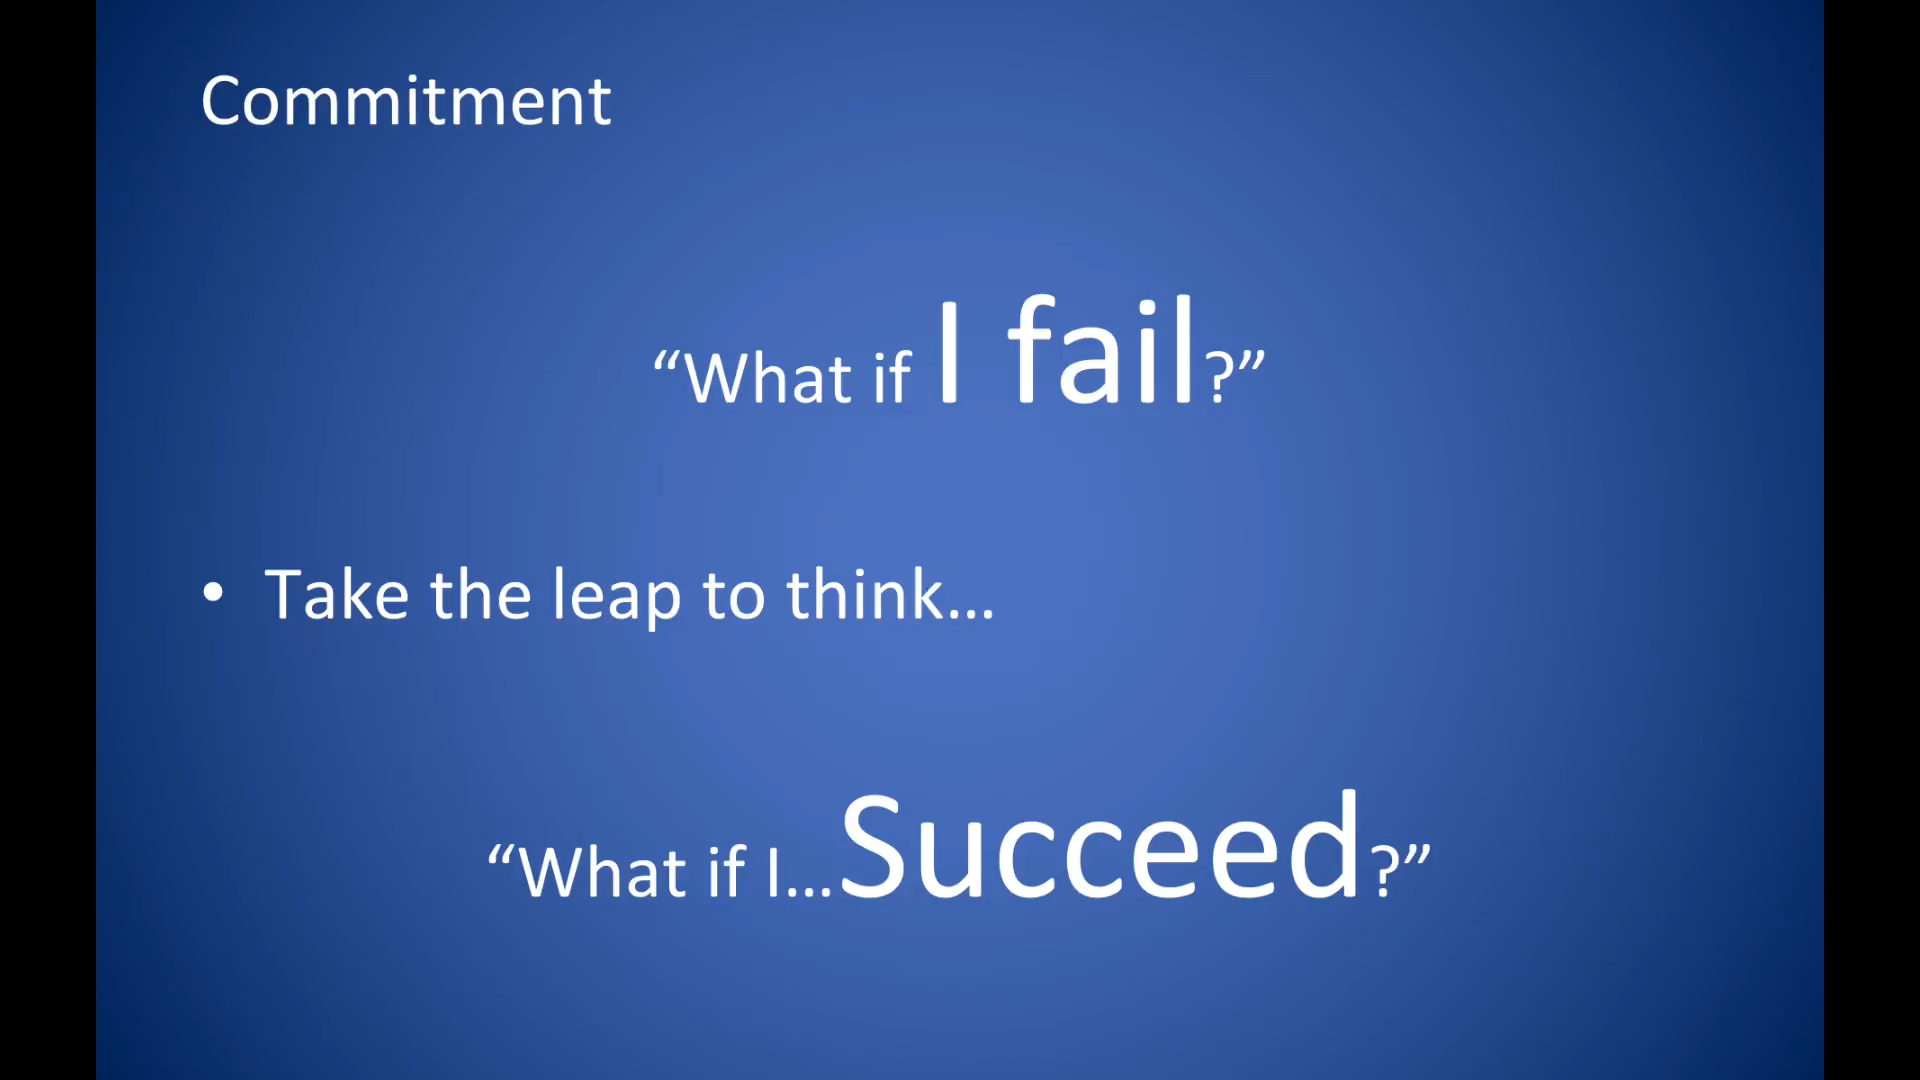 Commitment
“What if I fail?”
• Take the leap to think...
“What if I...Succeed?”